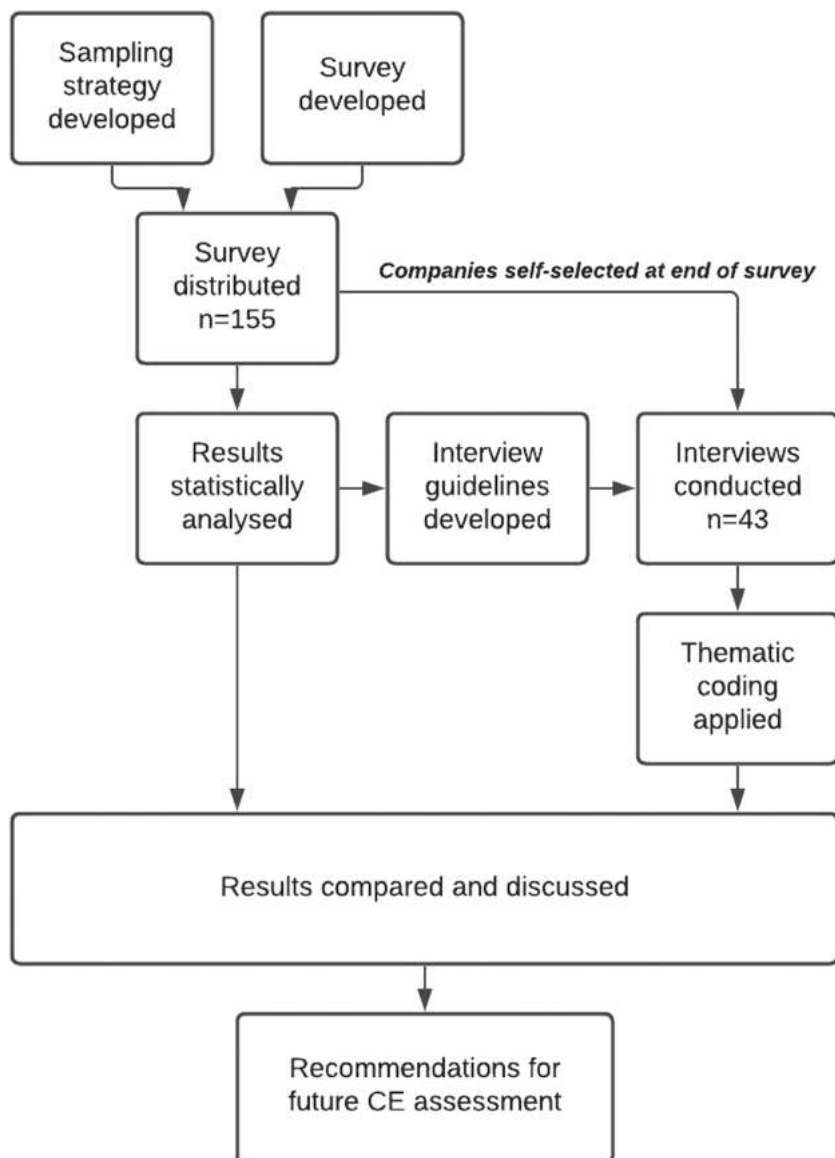 Sampling
strategy
developed
Survey
developed
Survey
distributed
n=155
Companies self-selected at end of survey
Results
statistically
analysed
Interview
guidelines
developed
Interviews
conducted
n=43
Thematic
coding
applied
Results compared and discussed
Recommendations for
future CE assessment